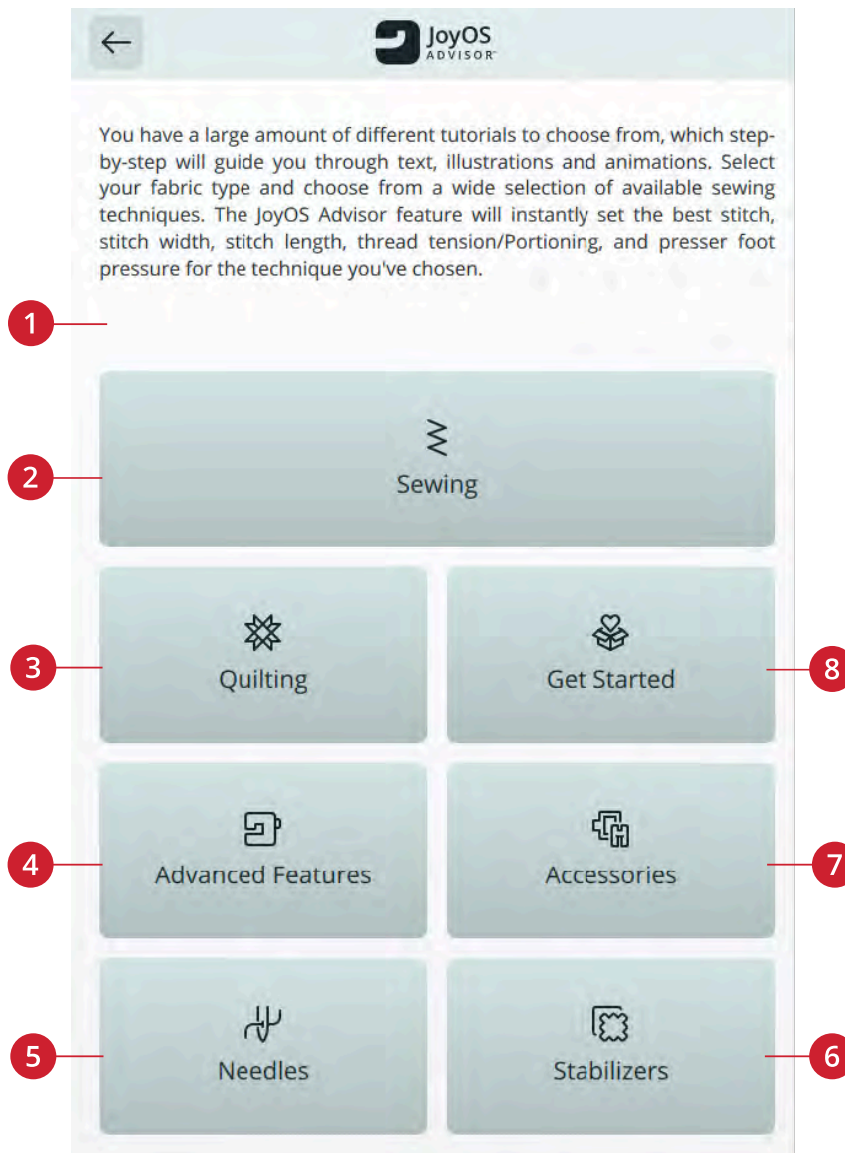 JoyOS
ADVISOR™
You have a large amount of different tutorials to choose from, which step-
by-step will guide you through text, illustrations and animations. Select
your fabric type and choose from a wide selection of available sewing
techniques. The JoyOS Advisor feature will instantly set the best stitch,
stitch width, stitch length, thread tension/Portioning, and presser foot
pressure for the technique you've chosen.
1
2
Sewing
3
Quilting
Get Started
8
4
Advanced Features
Accessories
7
5
Needles
Stabilizers
6